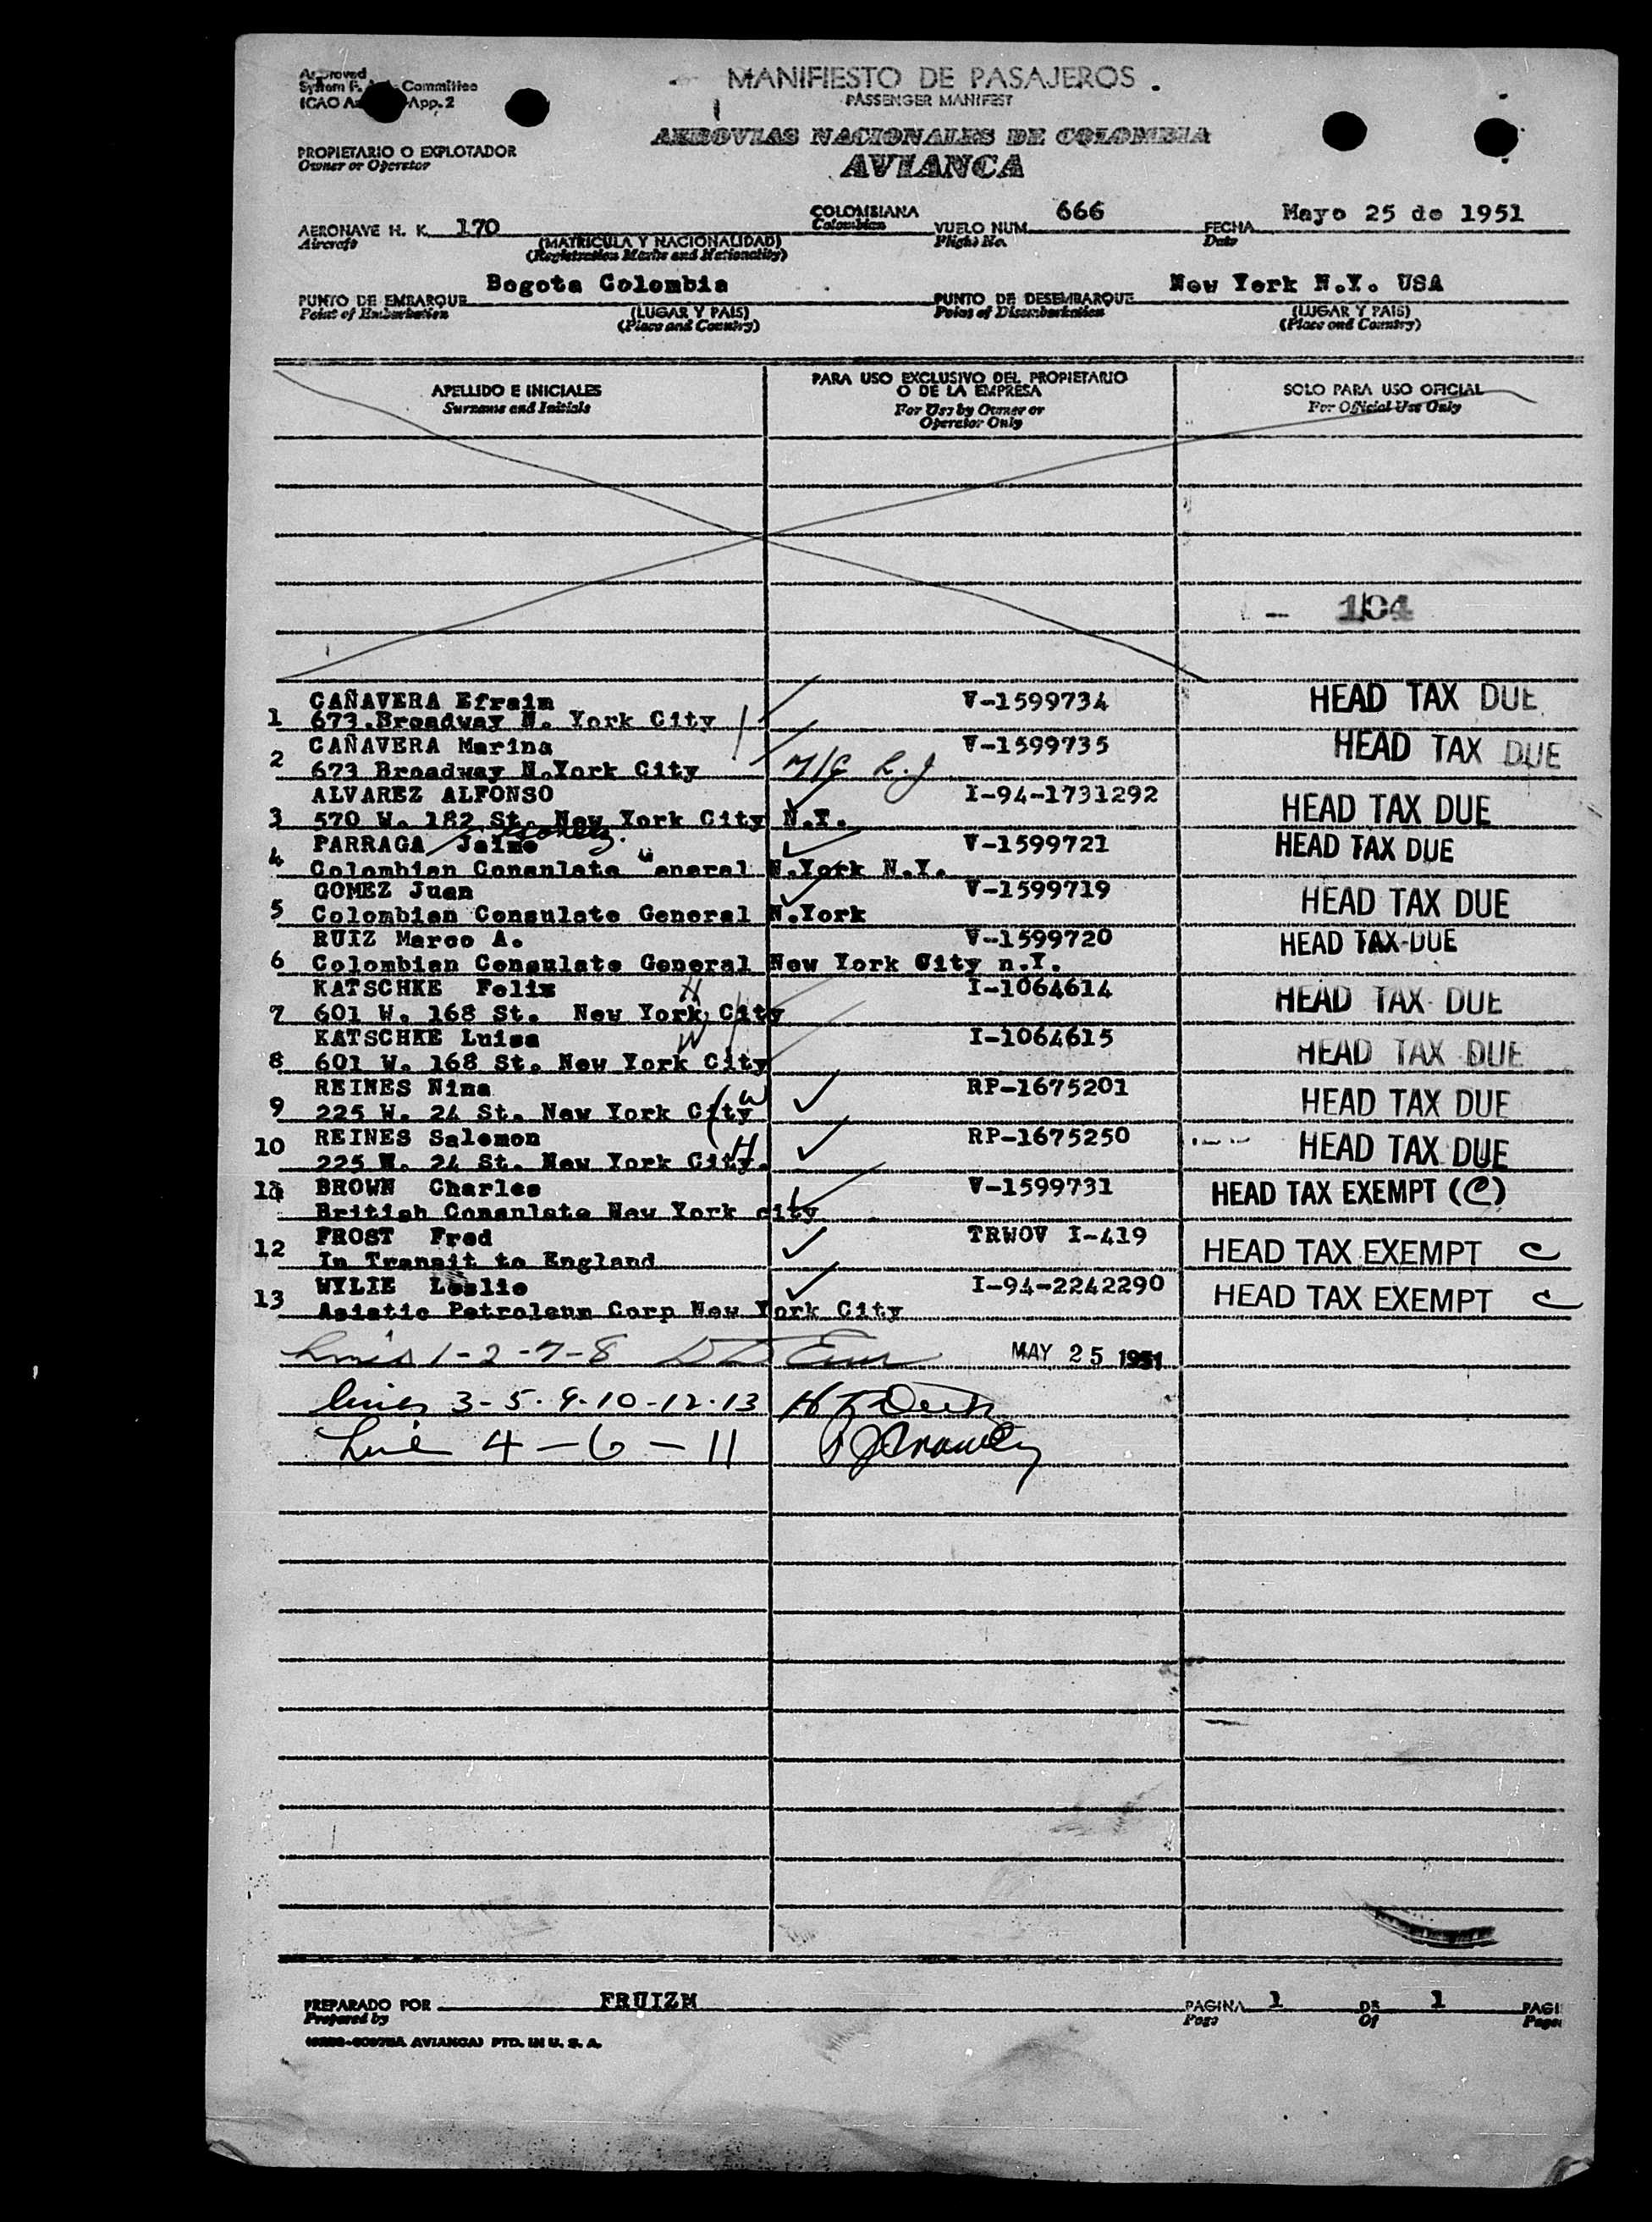 Approved
System F. Committee
ICAO App. 2
MANIFIESTO DE PASAJEROS
PASSENGER MANIFEST
AEROVIAS NACIONALES DE COLOMBIA
AVIANCA
PROPIETARIO O EXPLOTADOR
Owner or Operator
AERONAVE H. K. 170 COLOMBIANA VUELO NUM. 666 FECHA Mayo 25 de 1951
Aircraft (MATRICULA Y NACIONALIDAD) Colombian Flight No. Date
(Registration Marks and Nationality)
PUNTO DE EMBARQUE Bogota Colombia PUNTO DE DESEMBARQUE New York N.Y. USA
Point of Embarkation (LUGAR Y PAIS) Point of Disembarkation (LUGAR Y PAIS)
(Place and Country) (Place and Country)
APELLIDO E INICIALES PARA USO EXCLUSIVO DEL PROPIETARIO SOLO PARA USO OFICIAL
O DE LA EMPRESA
Surname and Initials For Use by Owner or For Official Use Only
Operator Only
104
CAÑAVERA Efrain V-1599734 HEAD TAX DUE
1 673.Broadway N. York City
CAÑAVERA Marina V-1599735 HEAD TAX DUE
2 673 Broadway N.York City
ALVAREZ ALFONSO I-94-1731292 HEAD TAX DUE
3 570 W. 182 St. New York City N.Y.
PARRAGA Jaime V-1599721 HEAD TAX DUE
4 Colombian Consulate General N.York N.Y.
GOMEZ Juan V-1599719 HEAD TAX DUE
5 Colombian Consulate General N.York
RUIZ Marco A. V-1599720 HEAD TAX DUE
6 Colombian Consulate General New York City n.Y.
KATSCHKE Felix H I-1064614 HEAD TAX DUE
7 601 W. 168 St. New York City
KATSCHKE Luisa W I-1064615 HEAD TAX DUE
8 601 W. 168 St. New York City
REINES Nina W RP-1675201 HEAD TAX DUE
9 225 W. 24 St. New York City
REINES Salomon H RP-1675250 HEAD TAX DUE
10 225 W. 24 St. New York City.
11 BROWN Charles V-1599731 HEAD TAX EXEMPT (C)
British Consulate New York city
FROST Fred TRWOV I-419 HEAD TAX EXEMPT C
12 In Transit to England
WYLIE Leslie I-94-2242290 HEAD TAX EXEMPT C
13 Asiatic Petroleum Corp New York City
Lines 1-2-7-8 MAY 25 1951
lines 3-5-9-10-12-13
Line 4-6-11
PREPARADO POR FRUIZM PAGINA 1 DE 1 PAGI
Prepared by Page Of Page
AVIANCA) PTD. IN U. S. A.